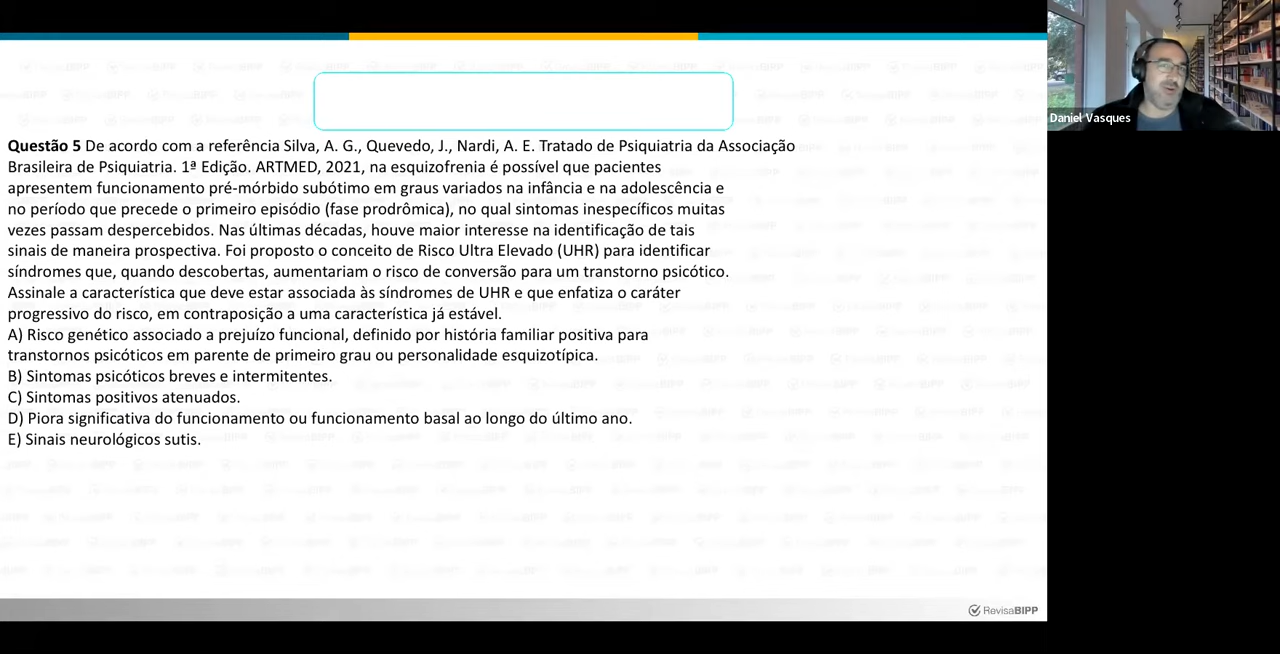 Daniel Vasques
Questão 5 De acordo com a referência Silva, A. G., Quevedo, J., Nardi, A. E. Tratado de Psiquiatria da Associação
Brasileira de Psiquiatria. 1ª Edição. ARTMED, 2021, na esquizofrenia é possível que pacientes
apresentem funcionamento pré-mórbido subótimo em graus variados na infância e na adolescência e
no período que precede o primeiro episódio (fase prodrômica), no qual sintomas inespecíficos muitas
vezes passam despercebidos. Nas últimas décadas, houve maior interesse na identificação de tais
sinais de maneira prospectiva. Foi proposto o conceito de Risco Ultra Elevado (UHR) para identificar
síndromes que, quando descobertas, aumentariam o risco de conversão para um transtorno psicótico.
Assinale a característica que deve estar associada às síndromes de UHR e que enfatiza o caráter
progressivo do risco, em contraposição a uma característica já estável.
A) Risco genético associado a prejuízo funcional, definido por história familiar positiva para
transtornos psicóticos em parente de primeiro grau ou personalidade esquizotípica.
B) Sintomas psicóticos breves e intermitentes.
C) Sintomas positivos atenuados.
D) Piora significativa do funcionamento ou funcionamento basal ao longo do último ano.
E) Sinais neurológicos sutis.
RevisaBIPP